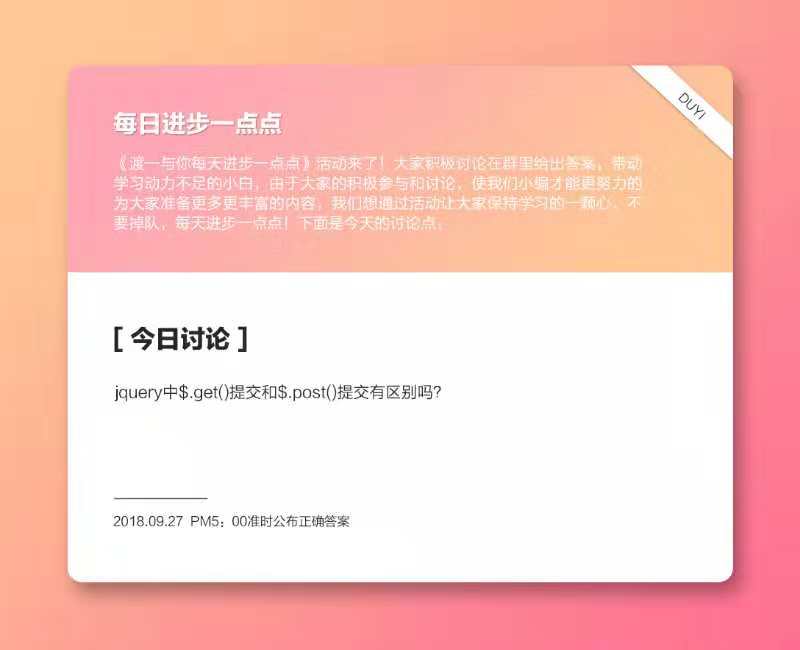 DUYI
每日进步一点点
《渡一与你每天进步一点点》活动来了！大家积极讨论在群里给出答案，带动
学习动力不足的小白，由于大家的积极参与和讨论，使我们小编才能更努力的
为大家准备更多更丰富的内容，我们想通过活动让大家保持学习的一颗心，不
要掉队，每天进步一点点！下面是今天的讨论点：
[ 今日讨论 ]
jquery中$.get()提交和$.post()提交有区别吗?
2018.09.27 PM5：00准时公布正确答案